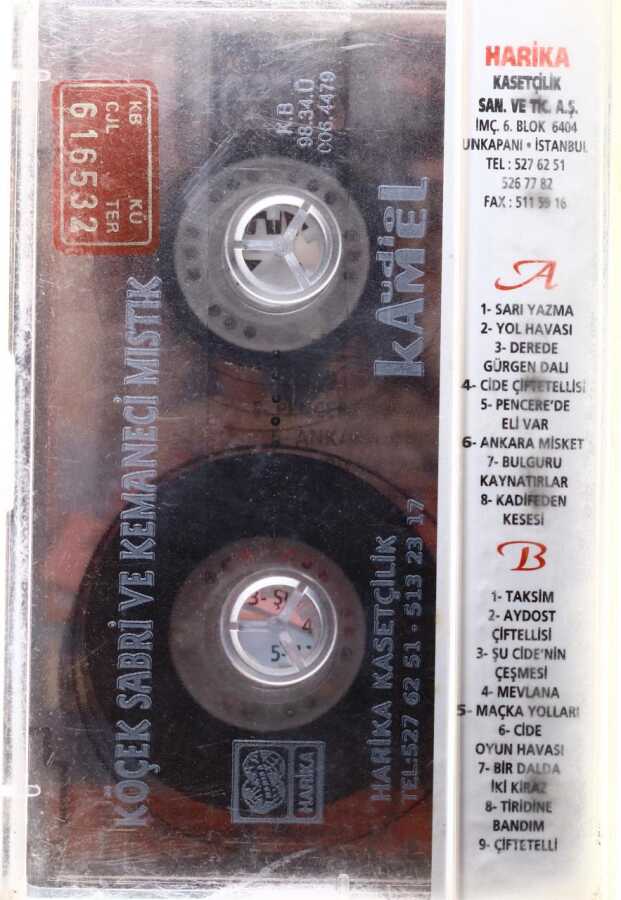 KB KÜ
CJL TER
616532
K.B
98.34.Ü
006.4479
audio
KAMEL
KÖÇEK SABRİ VE KEMANECİ MISTIK
HARİKA KASETÇİLİK
TEL:527 62 51 · 513 23 17
HARİKA
3- ŞU
4
5-
HARİKA
KASETÇİLİK
SAN. VE TİC. A.Ş.
İMÇ. 6. BLOK 6404
UNKAPANI • İSTANBUL
TEL : 527 62 51
526 77 82
FAX : 511 59 16
A
1- SARI YAZMA
2- YOL HAVASI
3- DEREDE
GÜRGEN DALI
4- CİDE ÇİFTETELLİSİ
5- PENCERE'DE
ELİ VAR
6- ANKARA MİSKET
7- BULGURU
KAYNATIRLAR
8- KADİFEDEN
KESESİ
B
1- TAKSİM
2- AYDOST
ÇİFTELLİSİ
3- ŞU CİDE'NİN
ÇEŞMESİ
4- MEVLANA
5- MAÇKA YOLLARI
6- CİDE
OYUN HAVASI
7- BİR DALDA
İKİ KİRAZ
8- TİRİDİNE
BANDIM
9- ÇİFTETELLİ